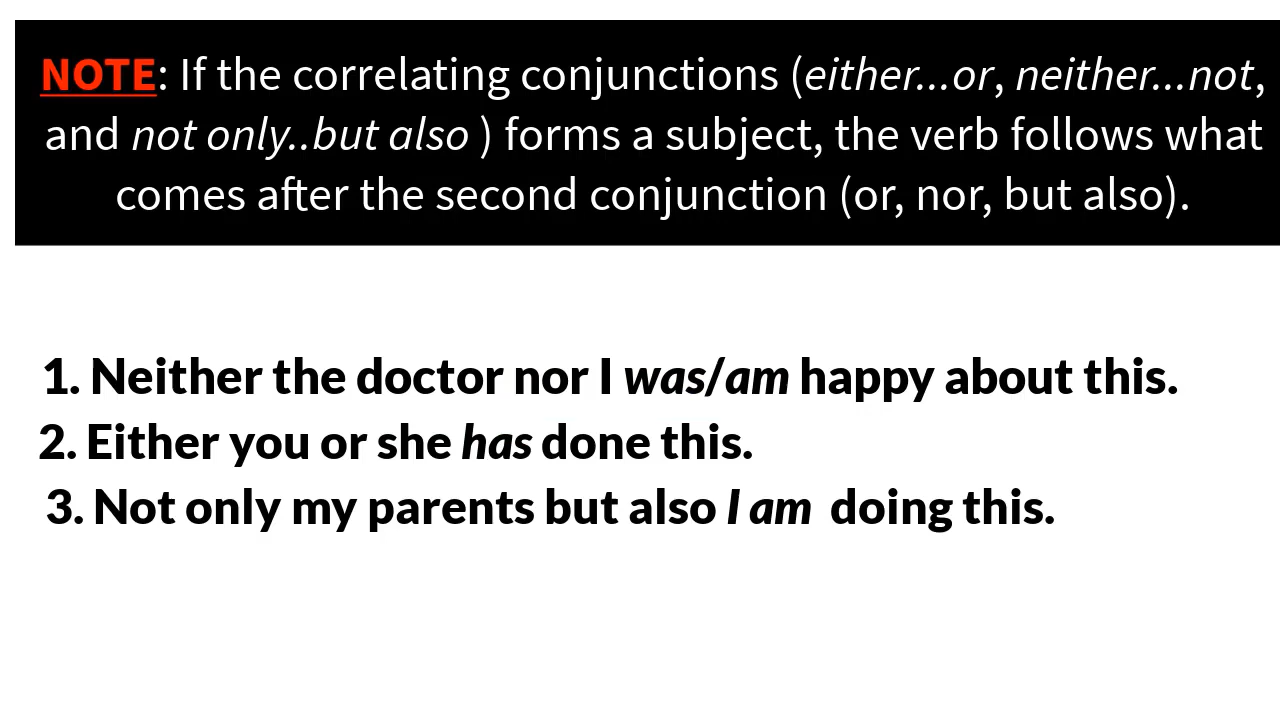 NOTE: If the correlating conjunctions (either...or, neither...not,
and not only..but also ) forms a subject, the verb follows what
comes after the second conjunction (or, nor, but also).
1. Neither the doctor nor I was/am happy about this.
2. Either you or she has done this.
3. Not only my parents but also I am doing this.